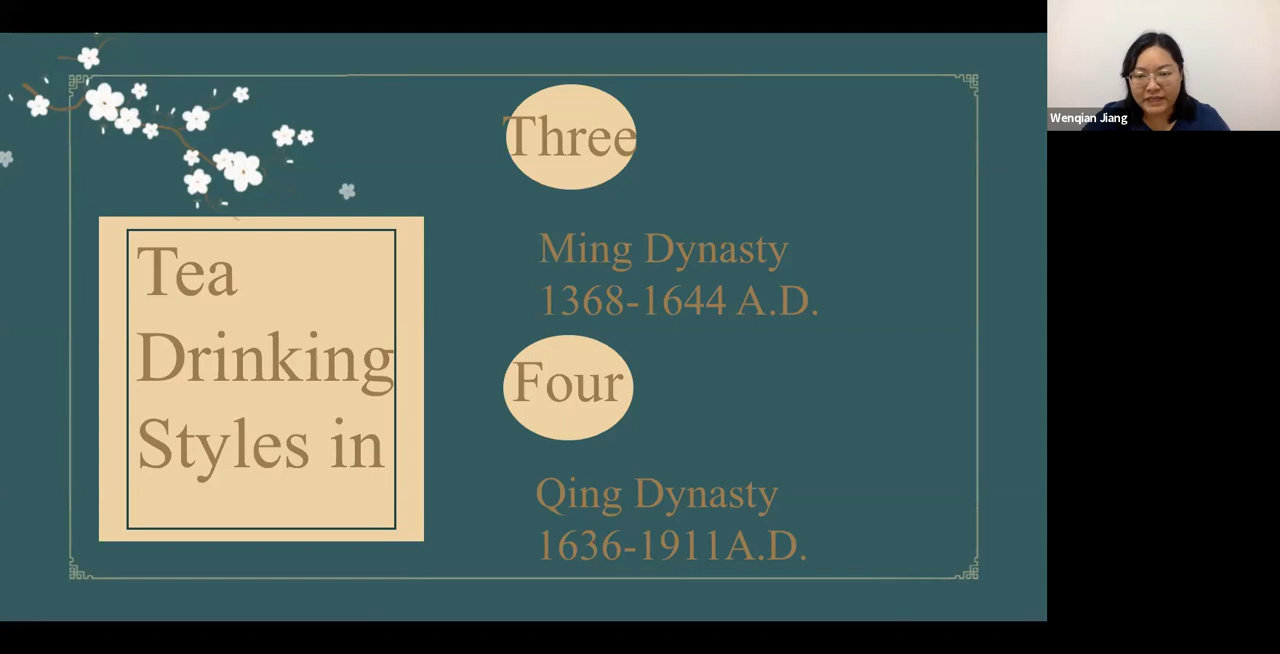 Tea
Drinking
Styles in
Three
Ming Dynasty
1368-1644 A.D.
Four
Qing Dynasty
1636-1911A.D.
Wenqian Jiang